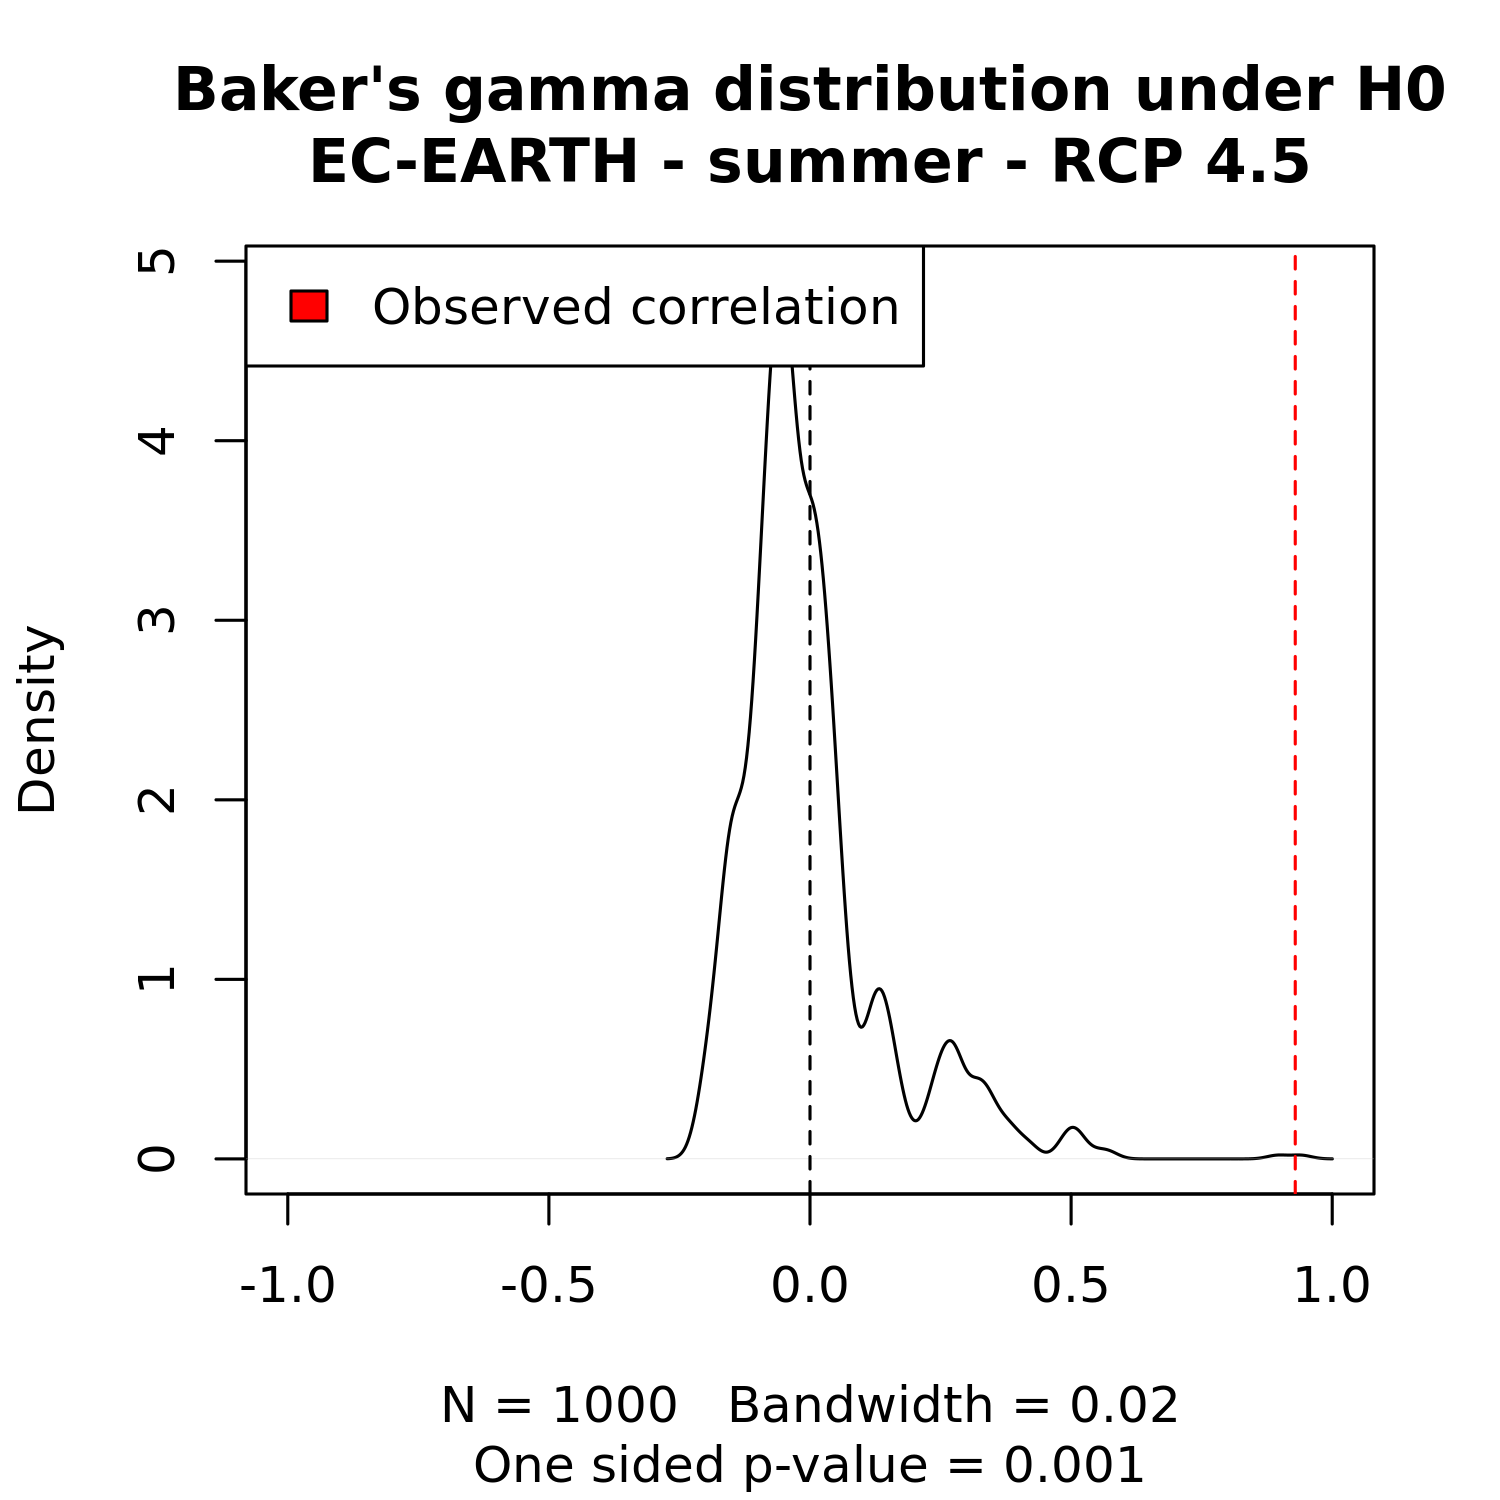 Baker's gamma distribution under H0
EC-EARTH - summer - RCP 4.5
Observed correlation
Density
5
4
3
2
1
0
-1.0 -0.5 0.0 0.5 1.0
N = 1000 Bandwidth = 0.02
One sided p-value = 0.001